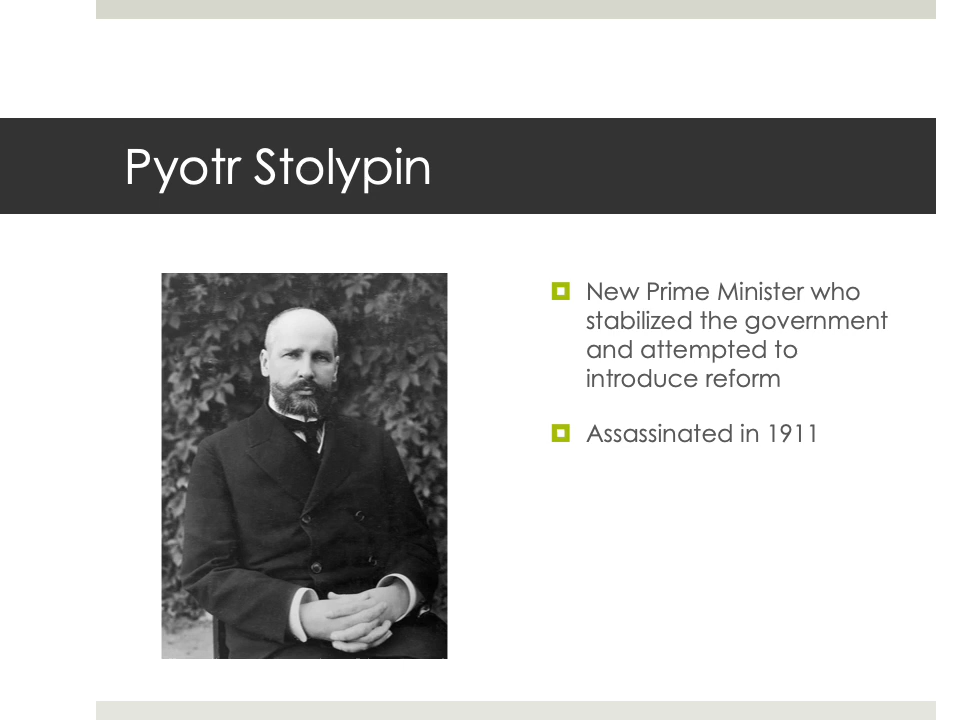 Pyotr Stolypin
New Prime Minister who
stabilized the government
and attempted to
introduce reform
Assassinated in 1911